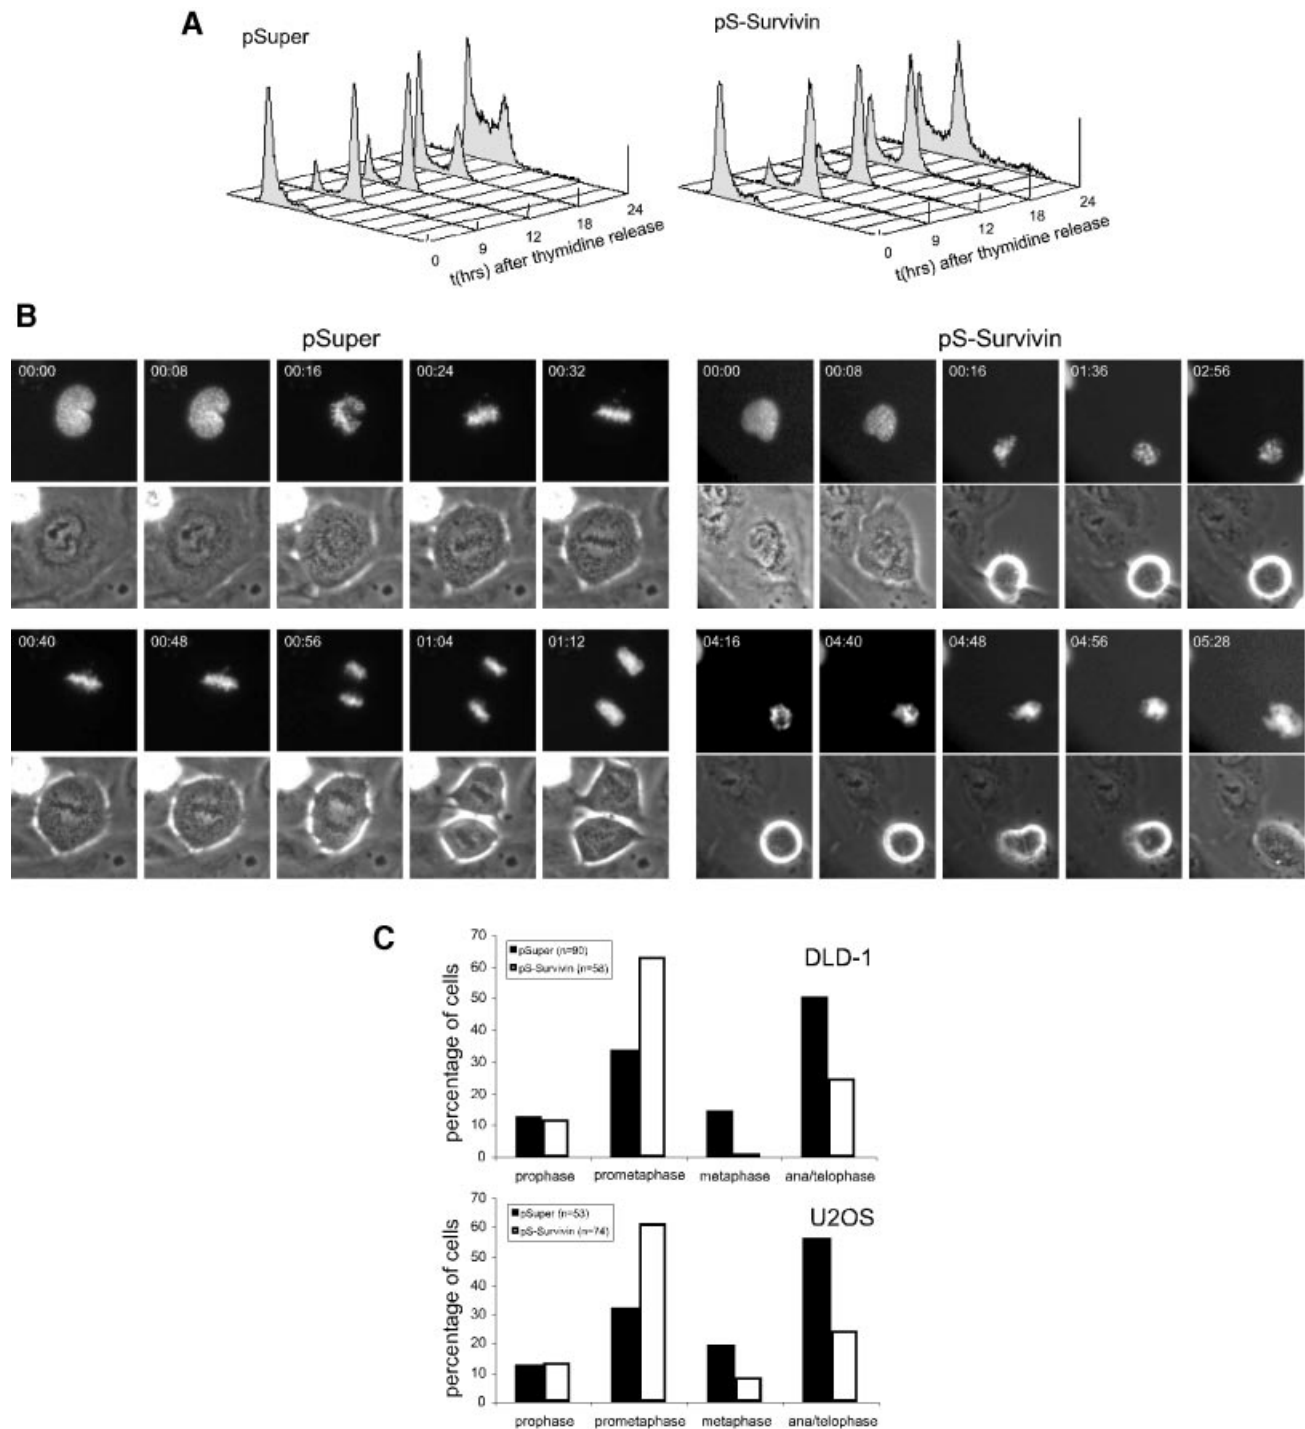 A
pSuper
pS-Survivin
0 9 12 18 24
t(hrs) after thymidine release
0 9 12 18 24
t(hrs) after thymidine release
B
pSuper
pS-Survivin
00:00 00:08 00:16 00:24 00:32
00:00 00:08 00:16 01:36 02:56
00:40 00:48 00:56 01:04 01:12
04:16 04:40 04:48 04:56 05:28
C
DLD-1
pSuper (n=90)
pS-Survivin (n=58)
percentage of cells
70
60
50
40
30
20
10
0
prophase prometaphase metaphase ana/telophase
U2OS
pSuper (n=53)
pS-Survivin (n=74)
percentage of cells
70
60
50
40
30
20
10
0
prophase prometaphase metaphase ana/telophase